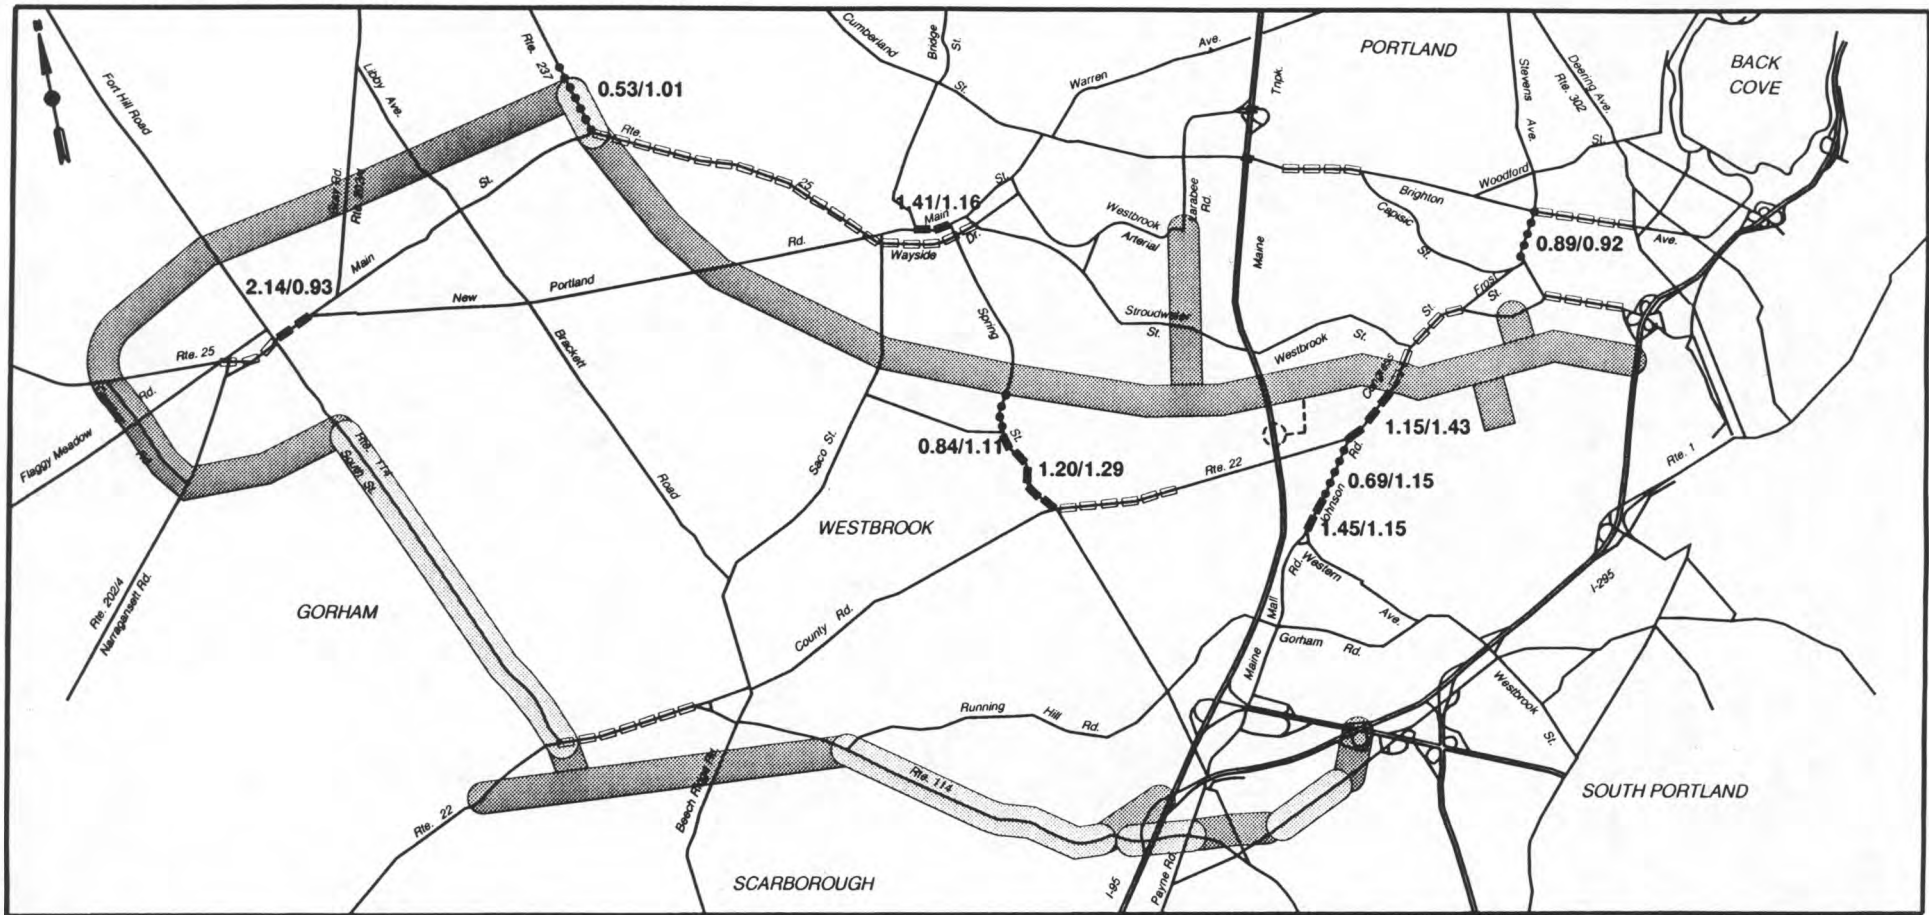 N
Fort Hill Road
Libby Ave.
Rte. 237
0.53/1.01
Cumberland
St.
Bridge
St.
Warren
Ave.
Maine
Tnpk.
PORTLAND
Stevens
Ave.
Deering Ave.
Rte. 302
BACK
COVE
Rte.
25
Main
St.
2.14/0.93
New
Portland
Rd.
1.41/1.16
Main
St.
Wayside
Dr.
Westbrook
Arterial
Larabee
Rd.
Brighton
Ave.
Woodford
St.
Capisic
St.
0.89/0.92
Frost
St.
Rte. 25
Flaggy Meadow
Rd.
Rd.
Brackett
Road
Spring
St.
Stroudwater
St.
Westbrook
St.
Congress
St.
Rte. 114
South St.
Saco St.
0.84/1.11
1.20/1.29
Rte. 22
1.15/1.43
0.69/1.15
Johnson
Rd.
1.45/1.15
Rte. 1
WESTBROOK
Rte. 202/4
Narragansett Rd.
GORHAM
County
Rd.
Western
Ave.
Maine
Mall
Rd.
Gorham
Rd.
I-295
Westbrook
St.
Running
Hill
Rd.
Rte. 114
Beech Ridge Rd.
Rte. 22
SCARBOROUGH
I-95
Payne Rd.
SOUTH PORTLAND